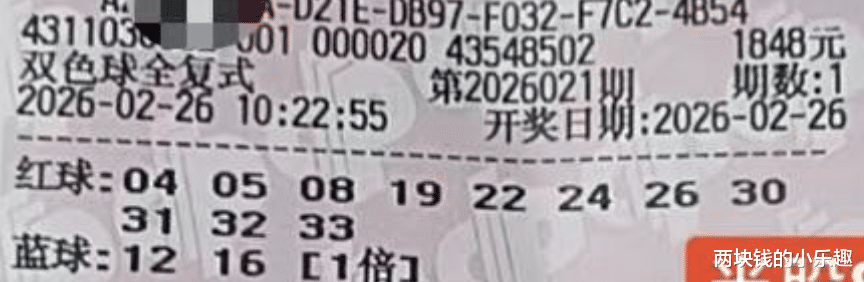 A-D21E-DB97-F032-F7C2-4B54
4311036 001 000020 43548502 1848元
双色球全复式 第2026021期 期数:1
2026-02-26 10:22:55 开奖日期:2026-02-26
红球:04 05 08 19 22 24 26 30
31 32 33
蓝球:12 16 [1倍]
两块钱的小乐趣